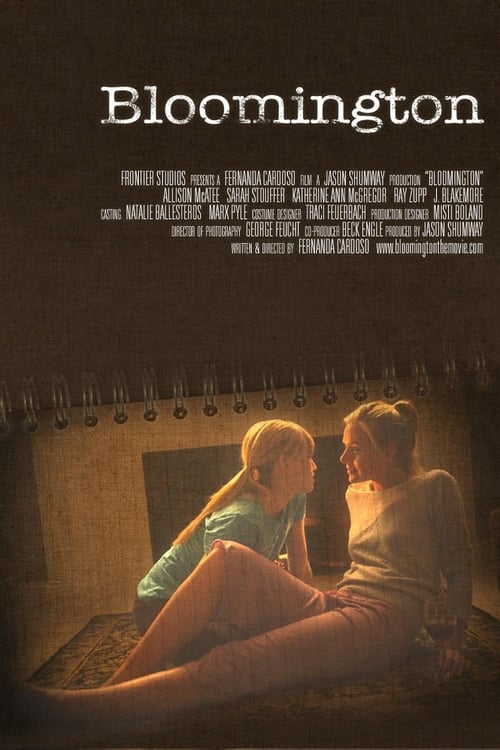 Bloomington
FRONTIER STUDIOS PRESENTS A FERNANDA CARDOSO FILM A JASON SHUMWAY PRODUCTION "BLOOMINGTON"
ALLISON McATEE SARAH STOUFFER KATHERINE ANN McGREGOR RAY ZUPP J. BLAKEMORE
CASTING NATALIE BALLESTEROS MARK PYLE COSTUME DESIGNER TRACI FEUERBACH PRODUCTION DESIGNER MISTI BOLAND
DIRECTOR OF PHOTOGRAPHY GEORGE FEUCHT CO-PRODUCER BECK ENGLE PRODUCED BY JASON SHUMWAY
WRITTEN & DIRECTED BY FERNANDA CARDOSO www.bloomingtonthemovie.com